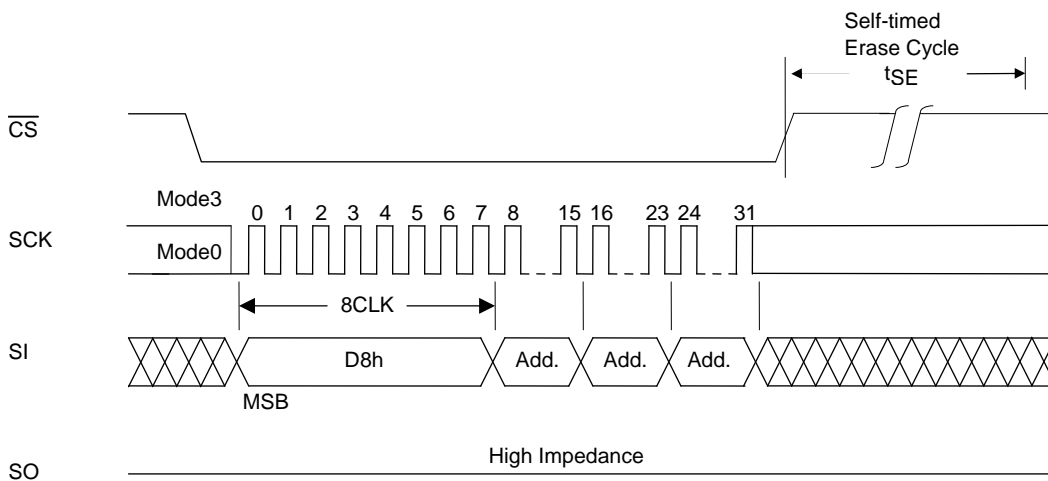 Self-timed
Erase Cycle
tSE
CS
Mode3
0 1 2 3 4 5 6 7 8 15 16 23 24 31
SCK
Mode0
8CLK
SI
D8h Add. Add. Add.
MSB
High Impedance
SO